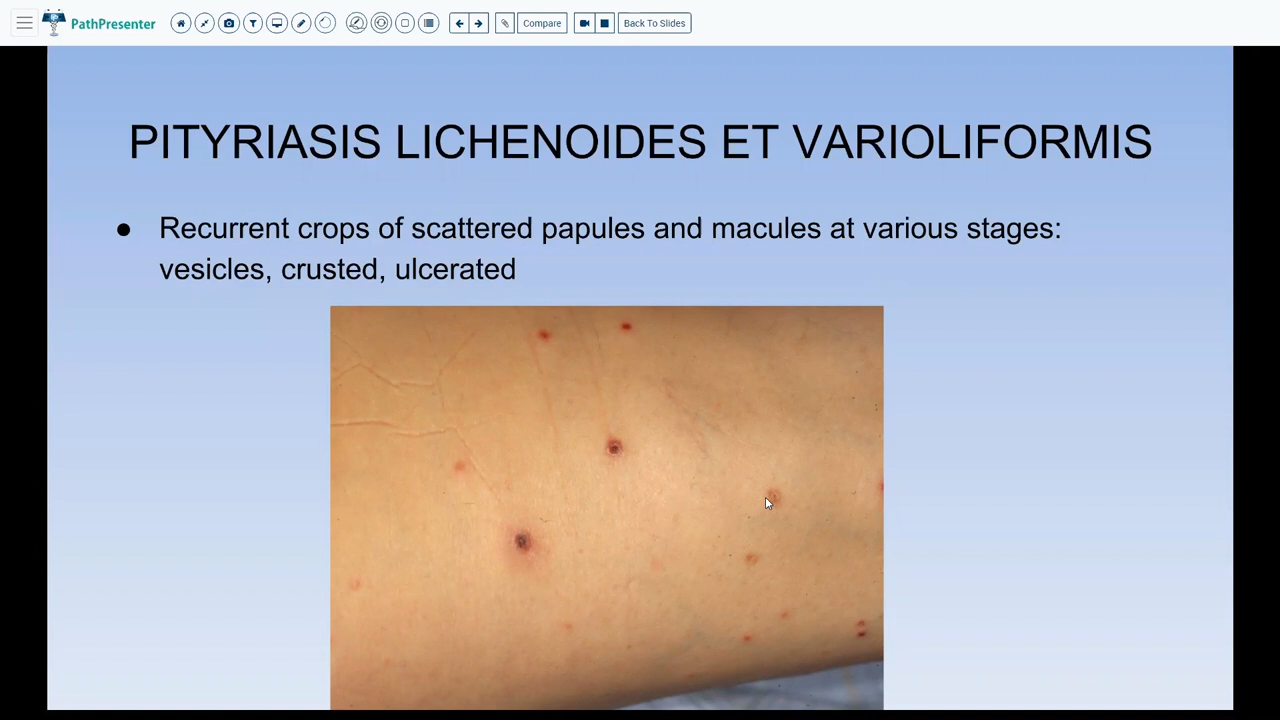 PathPresenter
Compare
Back To Slides
PITYRIASIS LICHENOIDES ET VARIOLIFORMIS
● Recurrent crops of scattered papules and macules at various stages:
vesicles, crusted, ulcerated